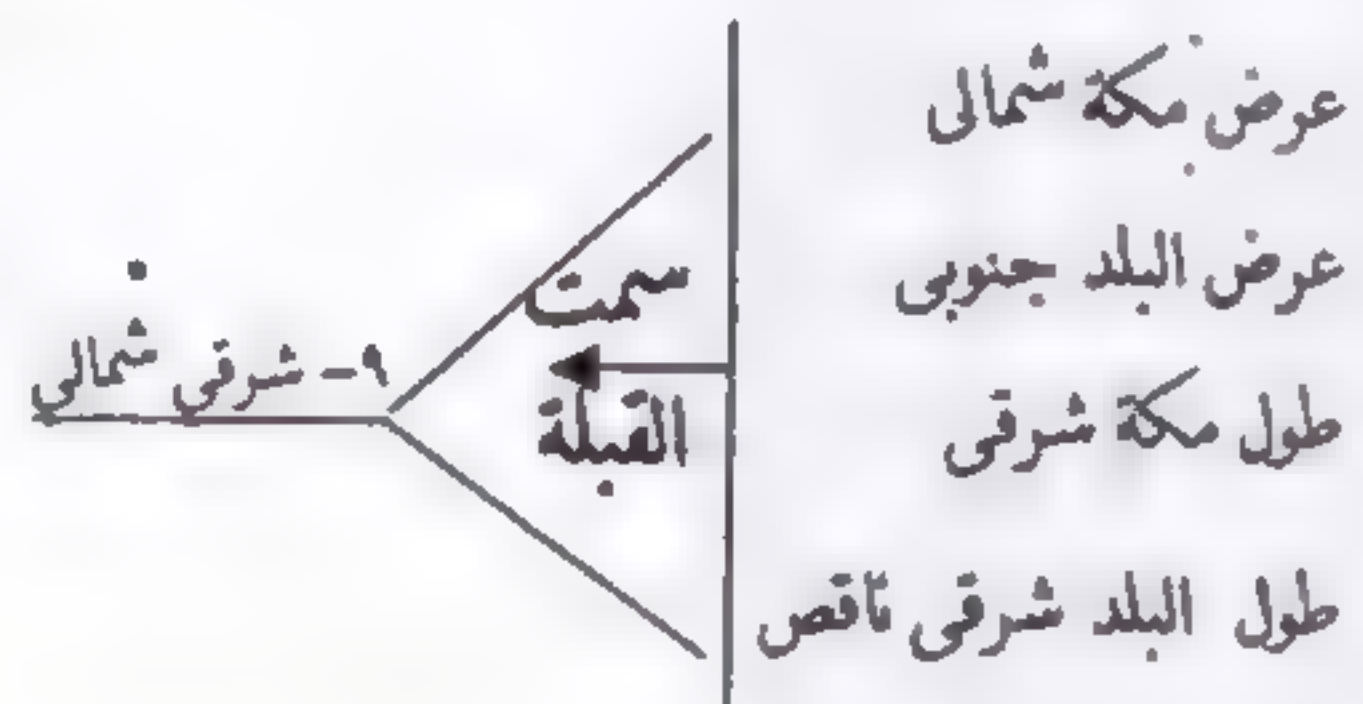 عرض مكة شمالى
عرض البلد جنوبى
طول مكة شرقى
طول البلد شرقى ناقص
سمت
القبلة
٩- شرقي شمالي